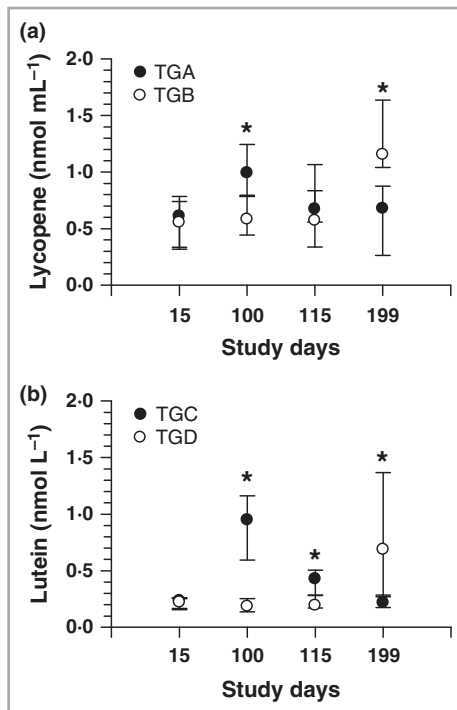 (a)
2·0
1·5
1·0
0·5
0·0
Lycopene (nmol mL⁻¹)
TGA
TGB
*
*
15 100 115 199
Study days
(b)
2·0
1·5
1·0
0·5
0·0
Lutein (nmol L⁻¹)
TGC
TGD
*
*
*
15 100 115 199
Study days